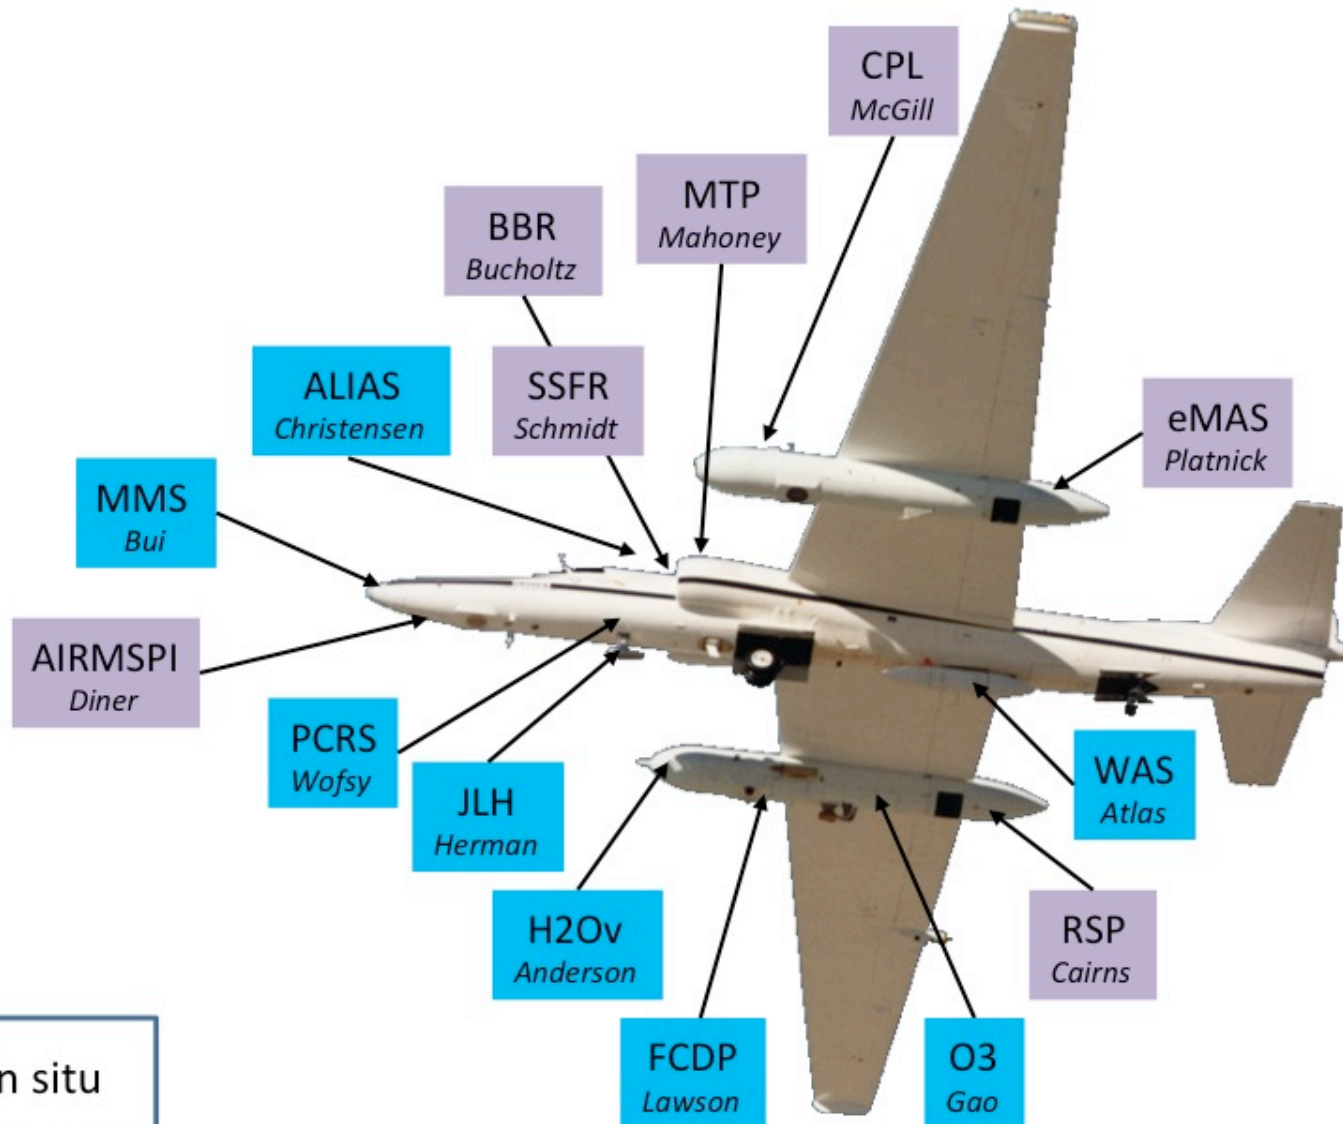 CPL
McGill
MTP
Mahoney
BBR
Bucholtz
ALIAS
Christensen
SSFR
Schmidt
eMAS
Platnick
MMS
Bui
AIRMSPI
Diner
PCRS
Wofsy
JLH
Herman
WAS
Atlas
H2Ov
Anderson
RSP
Cairns
FCDP
Lawson
O3
Gao
n situ